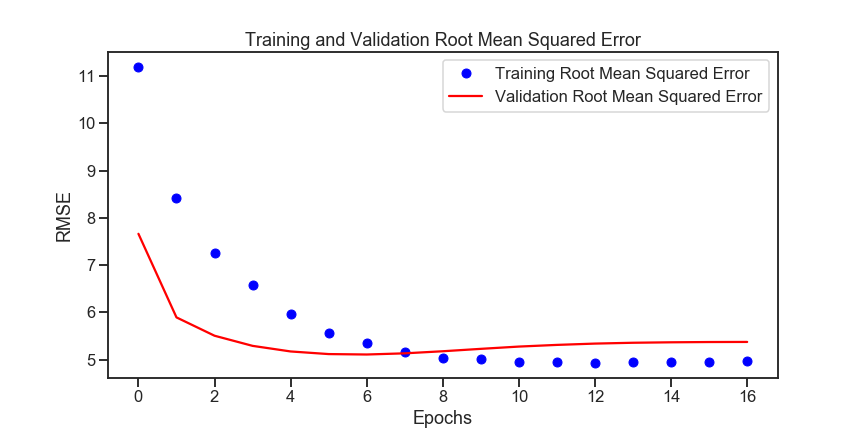 Training and Validation Root Mean Squared Error
Training Root Mean Squared Error
Validation Root Mean Squared Error
11
10
9
8
7
6
5
RMSE
0 2 4 6 8 10 12 14 16
Epochs